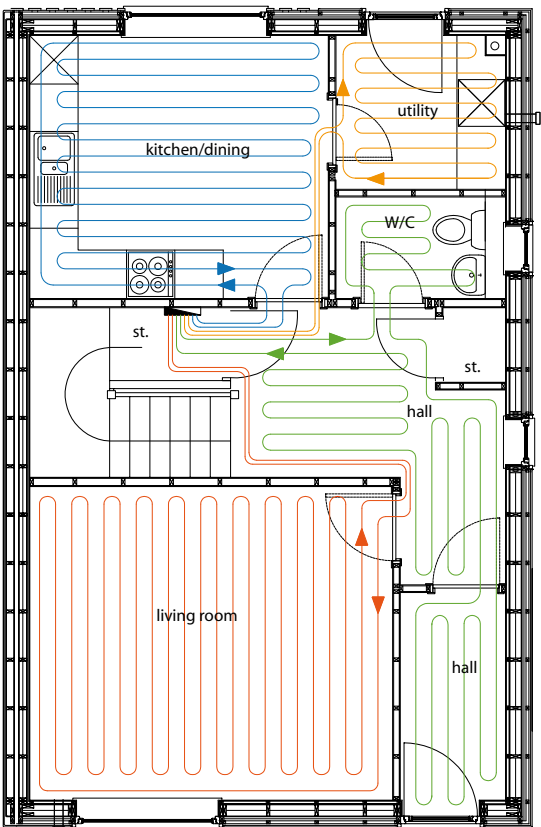 utility
kitchen/dining
W/C
st.
st.
hall
living room
hall